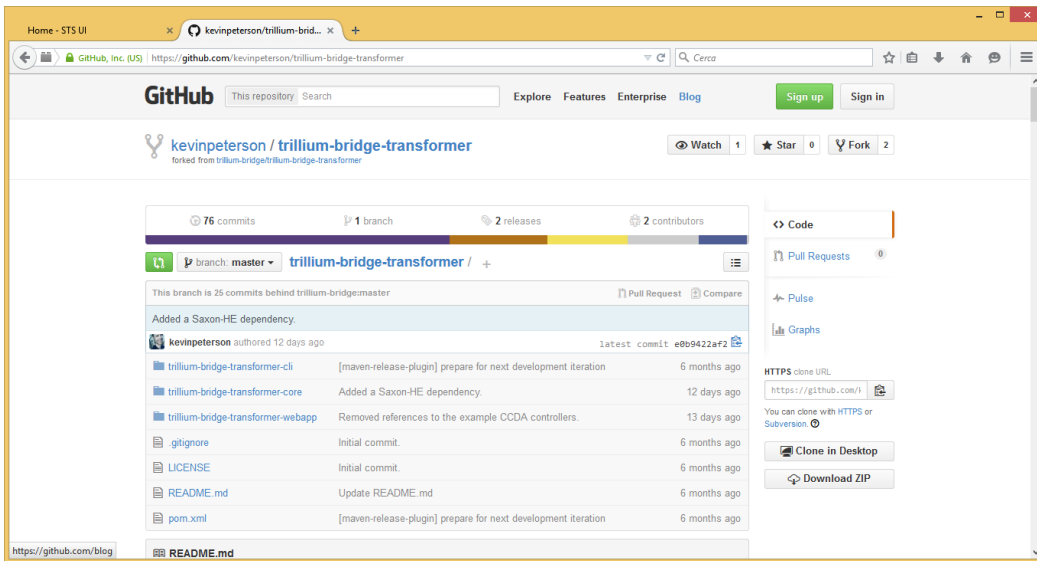 Home - STS UI
kevinpeterson/trillium-brid...
GitHub, Inc. (US) https://github.com/kevinpeterson/trillium-bridge-transformer
Cerca
GitHub This repository Search Explore Features Enterprise Blog Sign up Sign in
kevinpeterson / trillium-bridge-transformer Watch 1 Star 0 Fork 2
forked from trillium-bridge/trillium-bridge-transformer
76 commits 1 branch 2 releases 2 contributors
branch: master trillium-bridge-transformer / +
This branch is 25 commits behind trillium-bridge:master Pull Request Compare
Added a Saxon-HE dependency.
kevinpeterson authored 12 days ago latest commit e0b9422af2
trillium-bridge-transformer-cli [maven-release-plugin] prepare for next development iteration 6 months ago
trillium-bridge-transformer-core Added a Saxon-HE dependency. 12 days ago
trillium-bridge-transformer-webapp Removed references to the example CCDA controllers. 13 days ago
.gitignore Initial commit. 6 months ago
LICENSE Initial commit. 6 months ago
README.md Update README.md 6 months ago
pom.xml [maven-release-plugin] prepare for next development iteration 6 months ago
README.md
Code
Pull Requests 0
Pulse
Graphs
HTTPS clone URL
https://github.com/
You can clone with HTTPS or
Subversion.
Clone in Desktop
Download ZIP
https://github.com/blog